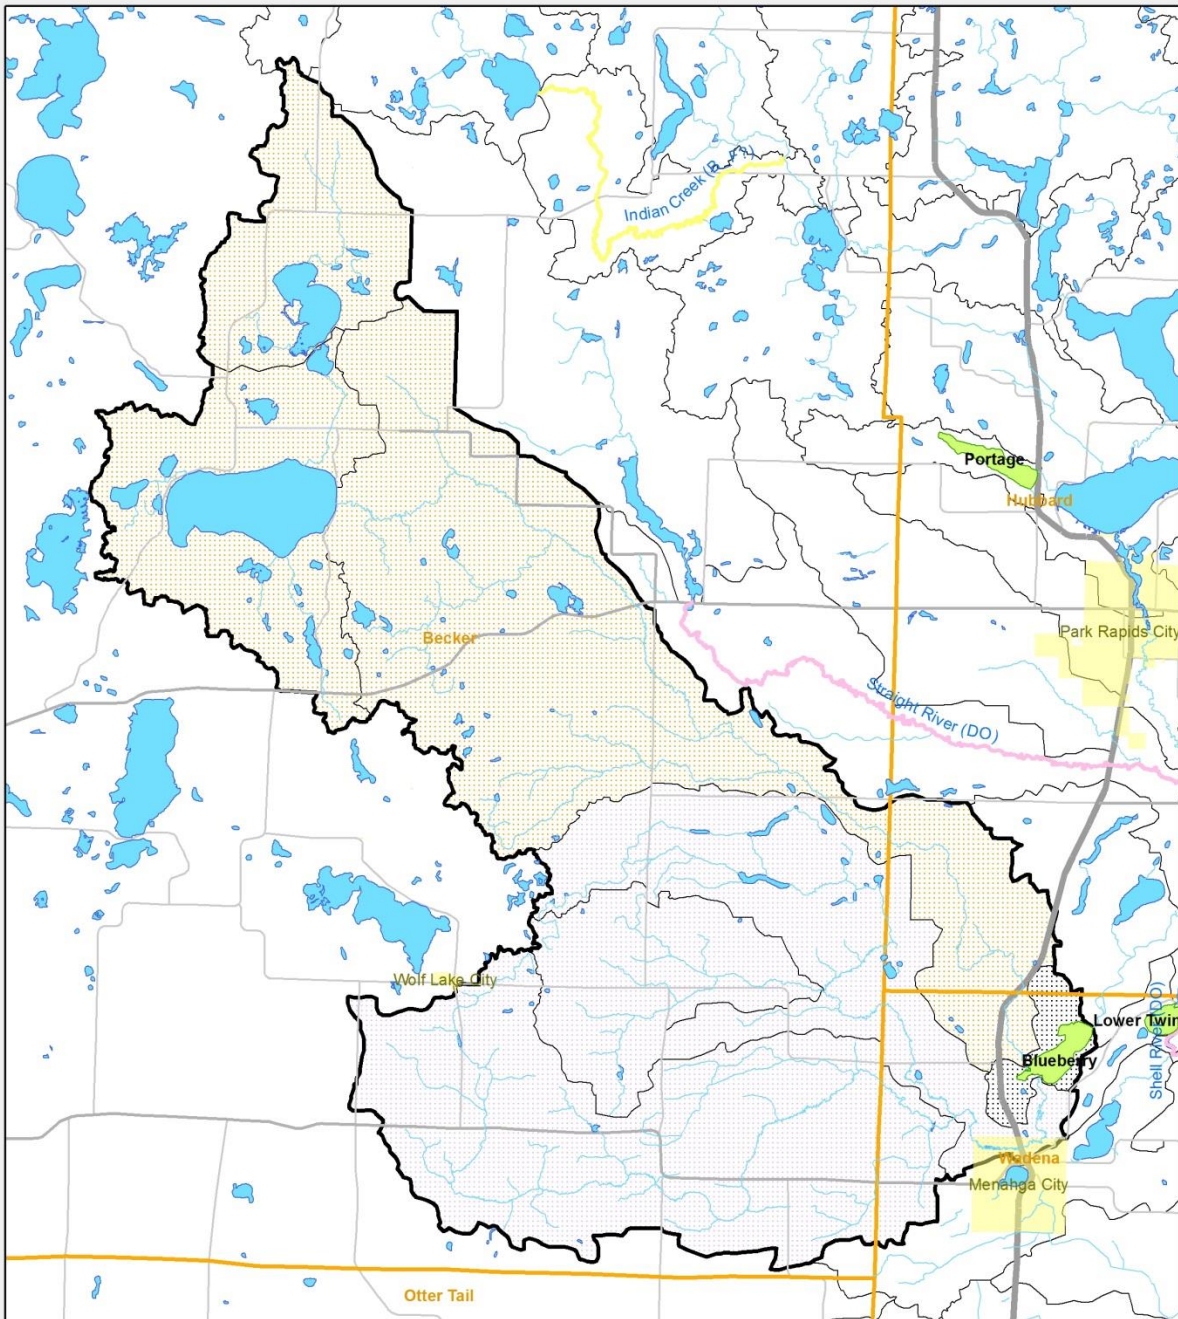 Indian Creek (B_F)
Portage
Hubbard
Park Rapids City
Becker
Straight River (DO)
Wolf Lake City
Lower Twin
Blueberry
Shell River (DO)
Wadena
Menahga City
Otter Tail